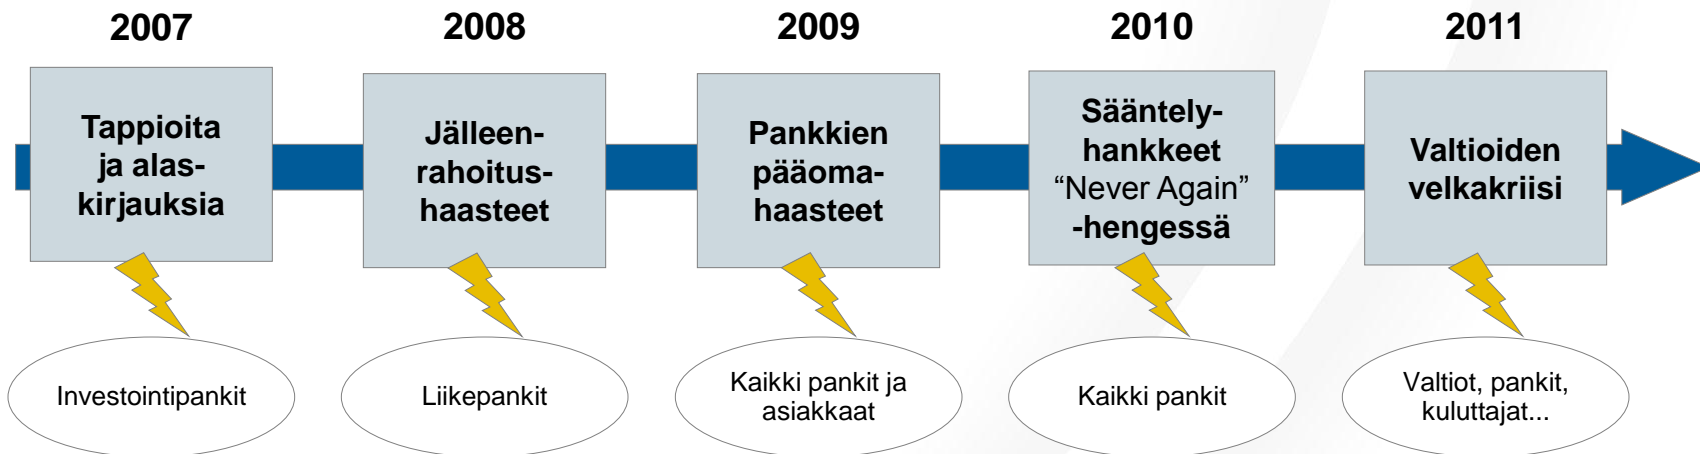 2007
2008
2009
2010
2011
Tappioita
ja alas-
kirjauksia
Jälleen-
rahoitus-
haasteet
Pankkien
pääoma-
haasteet
Sääntely-
hankkeet
“Never Again”
-hengessä
Valtioiden
velkakriisi
Investointipankit
Liikepankit
Kaikki pankit ja
asiakkaat
Kaikki pankit
Valtiot, pankit,
kuluttajat...